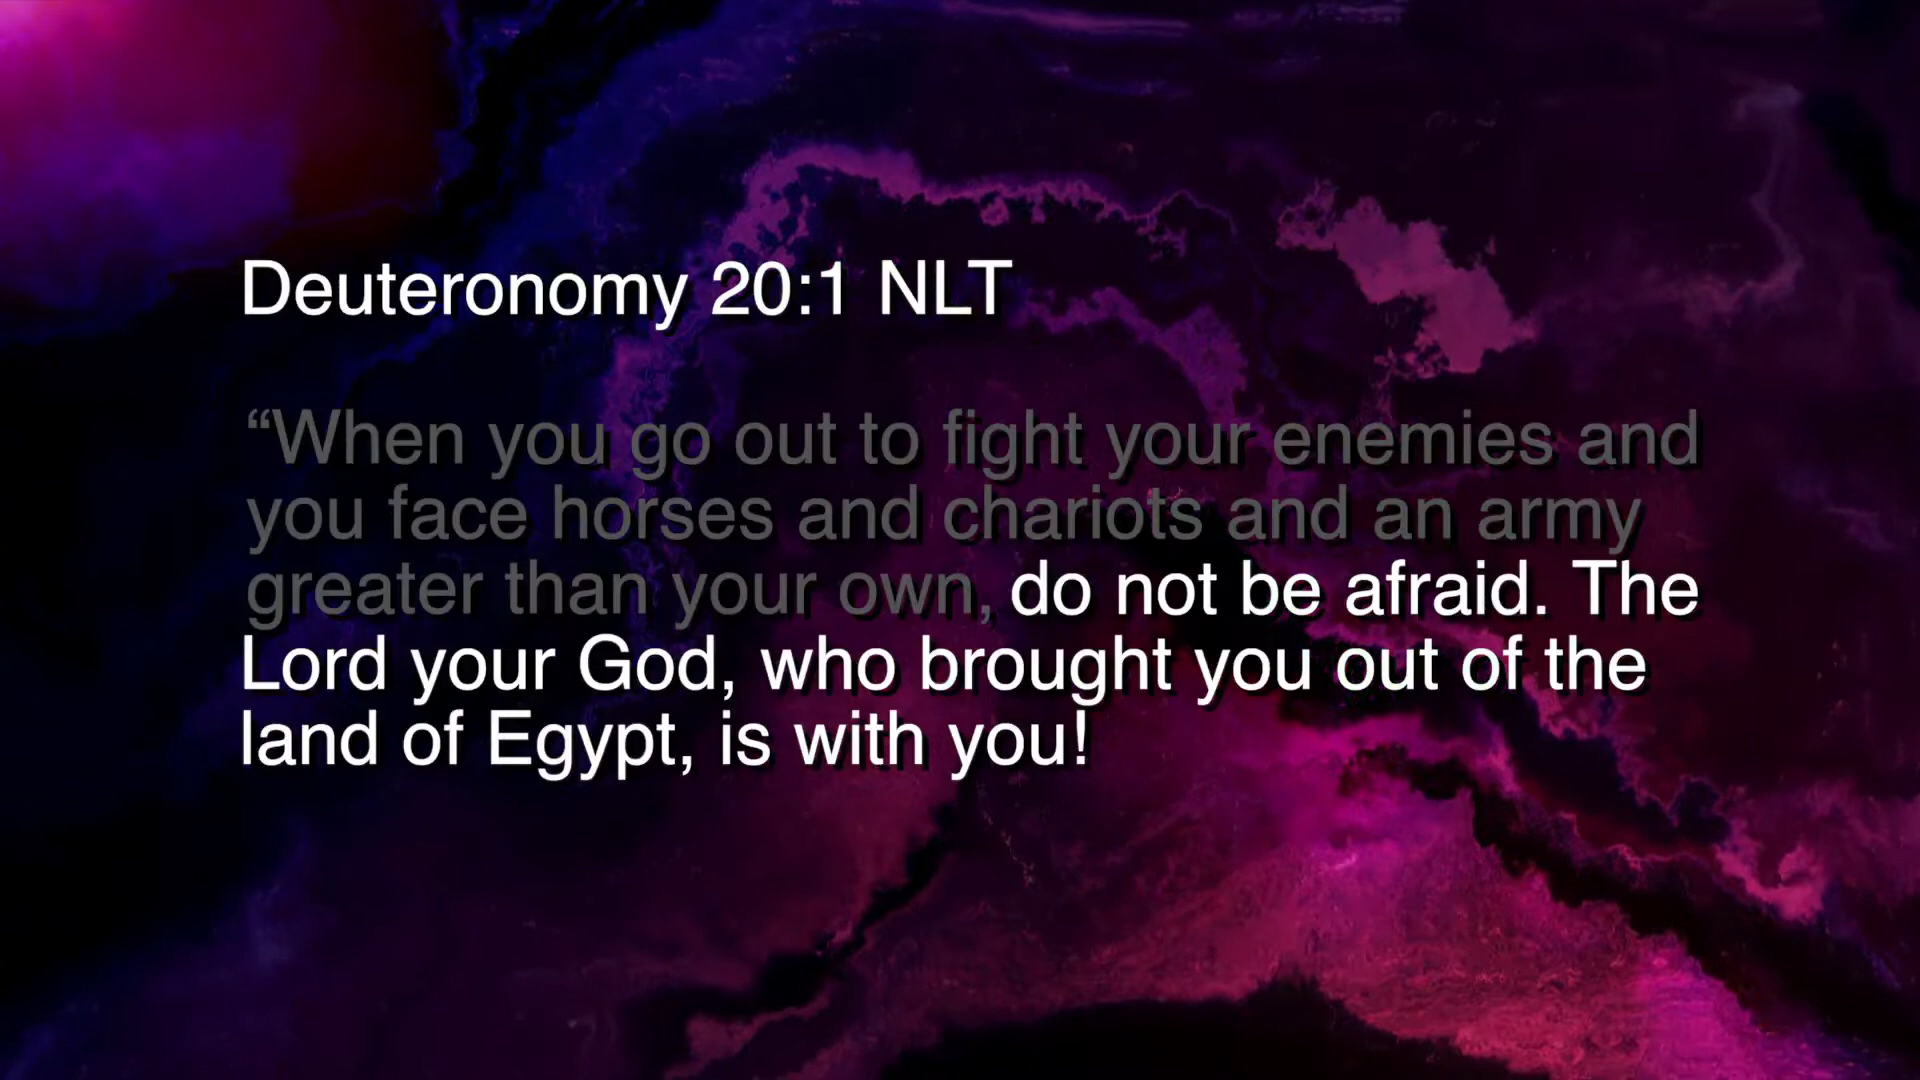 Deuteronomy 20:1 NLT
“When you go out to fight your enemies and
you face horses and chariots and an army
greater than your own, do not be afraid. The
Lord your God, who brought you out of the
land of Egypt, is with you!